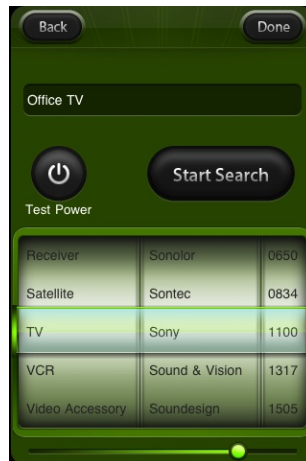 Back Done
Office TV
Start Search
Test Power
Receiver Sonolor 0650
Satellite Sontec 0834
TV Sony 1100
VCR Sound & Vision 1317
Video Accessory Soundesign 1505